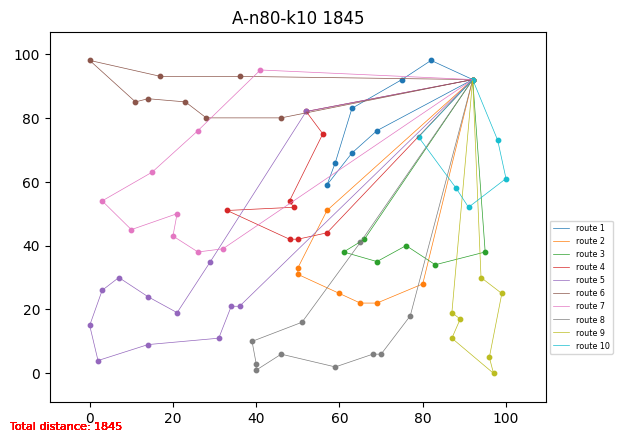 A-n80-k10 1845
100
80
60
40
20
0
0 20 40 60 80 100
route 1
route 2
route 3
route 4
route 5
route 6
route 7
route 8
route 9
route 10
Total distance: 1845